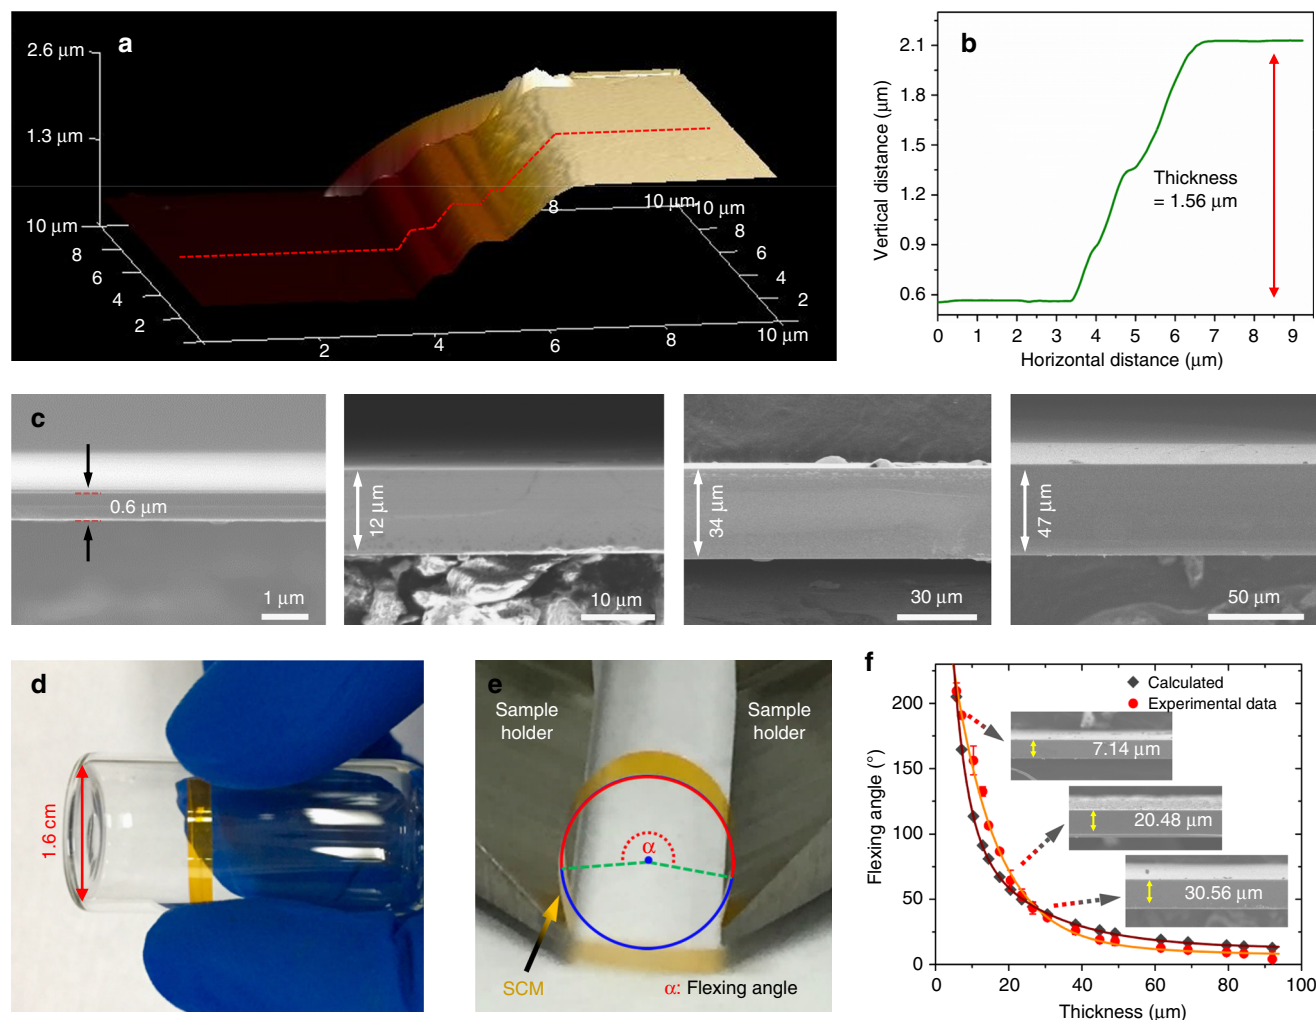 a
2.6 μm
1.3 μm
10 μm
8
6
4
2
2
4
6
8
10 μm
10 μm
10 μm
8
6
4
2
b
Vertical distance (μm)
2.1
1.8
1.5
1.2
0.9
0.6
Thickness
= 1.56 μm
0 1 2 3 4 5 6 7 8 9
Horizontal distance (μm)
c
0.6 μm
1 μm
12 μm
10 μm
34 μm
30 μm
47 μm
50 μm
d
1.6 cm
e
Sample
holder
Sample
holder
α
SCM
α: Flexing angle
f
Flexing angle (°)
200
150
100
50
0
Calculated
Experimental data
7.14 μm
20.48 μm
30.56 μm
0 20 40 60 80 100
Thickness (μm)